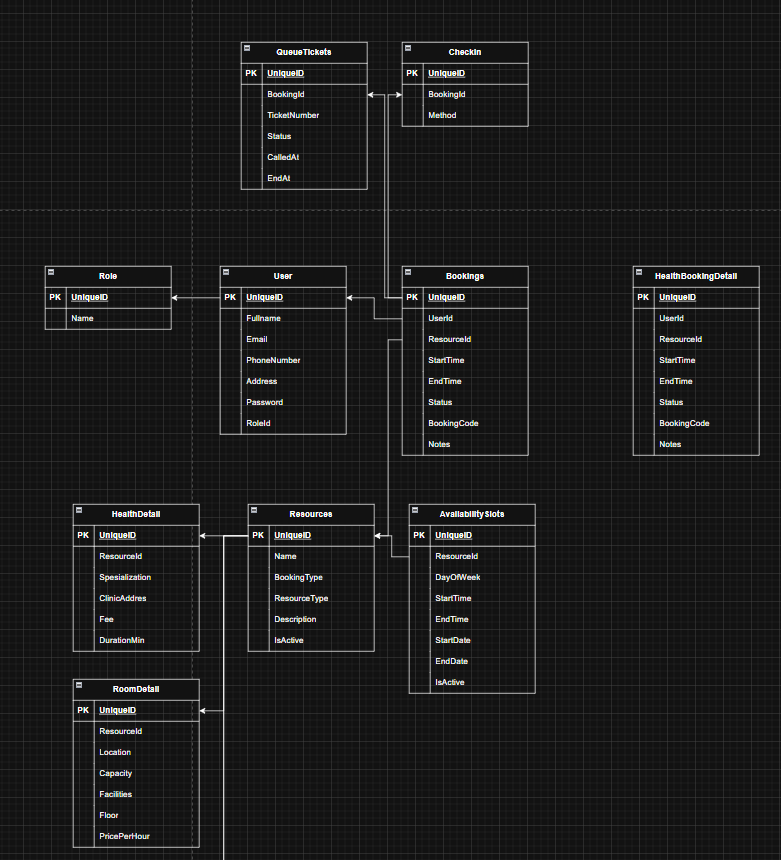 QueueTickets
PK UniqueID
BookingId
TicketNumber
Status
CalledAt
EndAt
CheckIn
PK UniqueID
BookingId
Method
Role
PK UniqueID
Name
User
PK UniqueID
Fullname
Email
PhoneNumber
Address
Password
RoleId
Bookings
PK UniqueID
UserId
ResourceId
StartTime
EndTime
Status
BookingCode
Notes
HealthBookingDetail
PK UniqueID
UserId
ResourceId
StartTime
EndTime
Status
BookingCode
Notes
HealthDetail
PK UniqueID
ResourceId
Spesialization
ClinicAddres
Fee
DurationMin
Resources
PK UniqueID
Name
BookingType
ResourceType
Description
IsActive
AvailabilitySlots
PK UniqueID
ResourceId
DayOfWeek
StartTime
EndTime
StartDate
EndDate
IsActive
RoomDetail
PK UniqueID
ResourceId
Location
Capacity
Facilities
Floor
PricePerHour